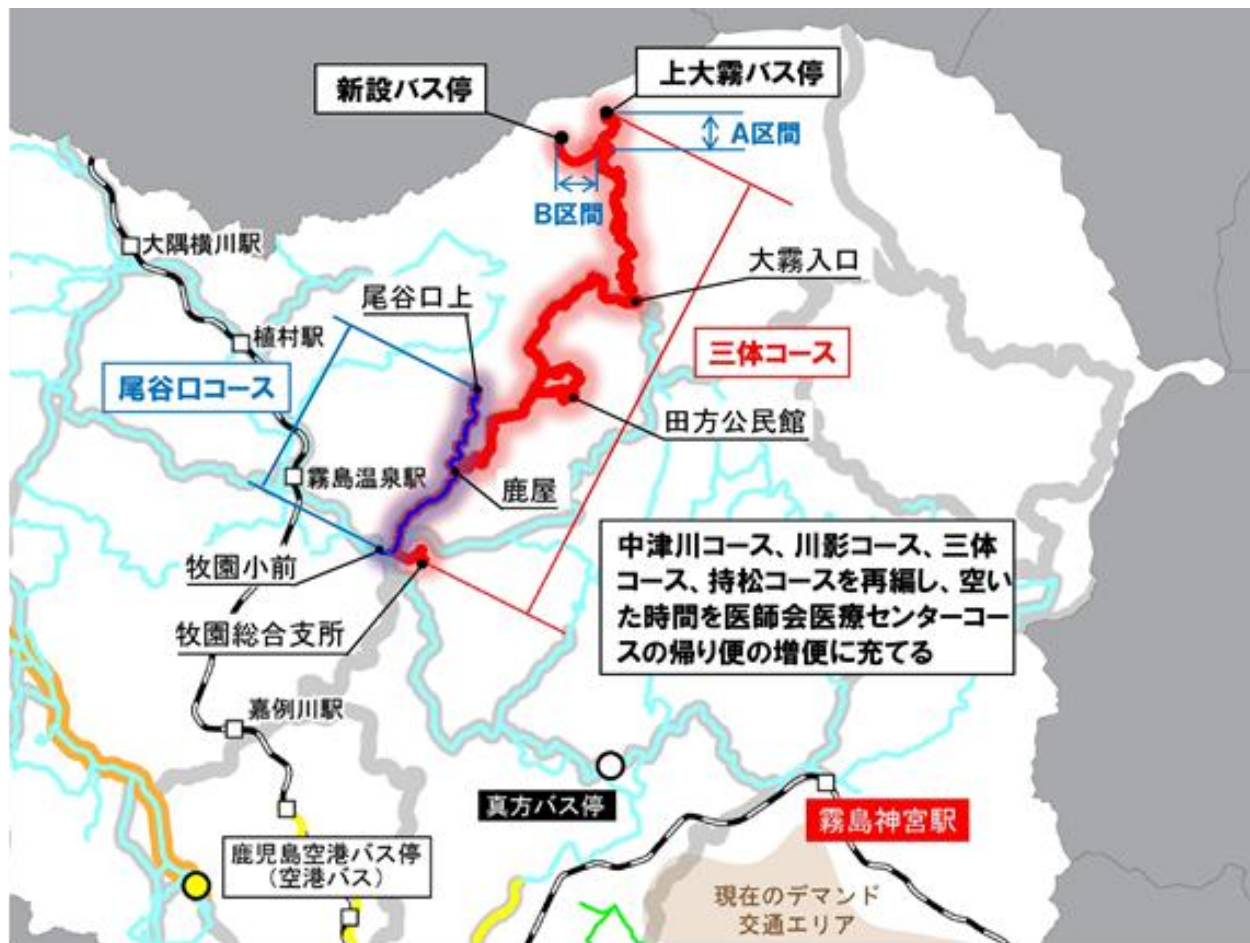 上大霧バス停
新設バス停
A区間
B区間
大隅横川駅
大霧入口
尾谷口上
植村駅
三体コース
尾谷口コース
田方公民館
霧島温泉駅
鹿屋
牧園小前
中津川コース、川影コース、三体
コース、持松コースを再編し、空い
た時間を医師会医療センターコー
スの帰り便の増便に充てる
牧園総合支所
嘉例川駅
真方バス停
霧島神宮駅
鹿児島空港バス停
(空港バス)
現在のデマンド
交通エリア